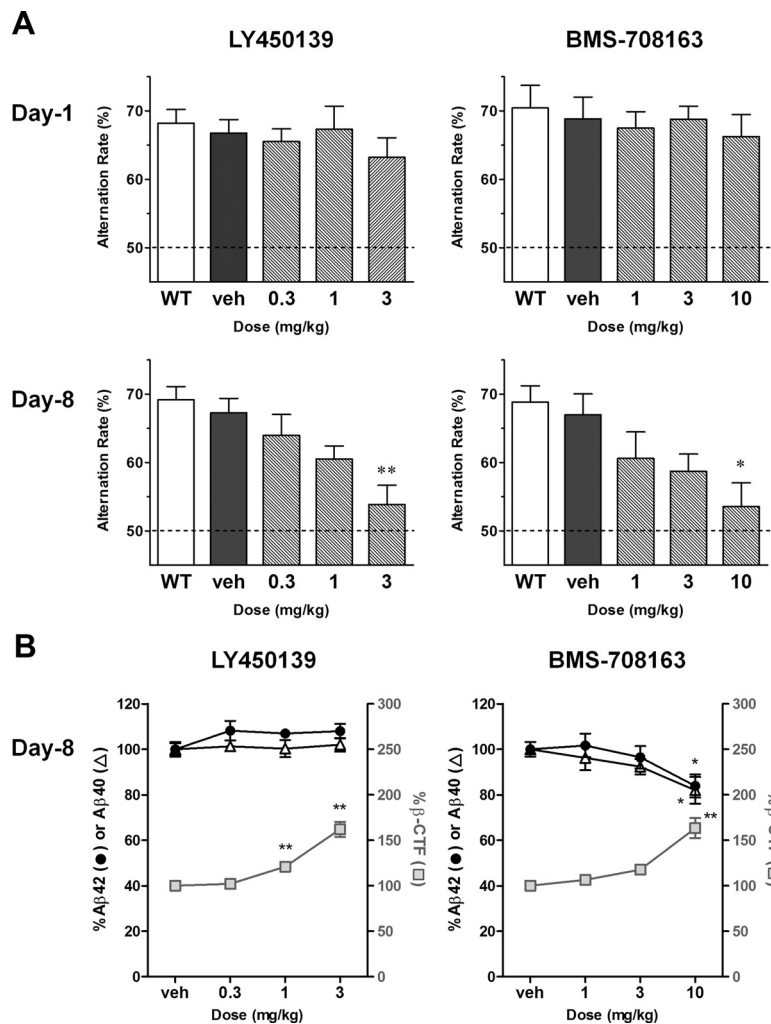 A
LY450139
BMS-708163
Day-1
Alternation Rate (%)
70
60
50
WT veh 0.3 1 3
Dose (mg/kg)
Alternation Rate (%)
70
60
50
WT veh 1 3 10
Dose (mg/kg)
Day-8
Alternation Rate (%)
70
60
50
**
WT veh 0.3 1 3
Dose (mg/kg)
Alternation Rate (%)
70
60
50
*
WT veh 1 3 10
Dose (mg/kg)
B
LY450139
BMS-708163
Day-8
%Aβ42 (●) or Aβ40 (△)
120
100
80
60
40
20
0
**
**
300
250
200
150
100
50
0
%β-CTF (□)
veh 0.3 1 3
Dose (mg/kg)
%Aβ42 (●) or Aβ40 (△)
120
100
80
60
40
20
0
*
*
**
300
250
200
150
100
50
0
veh 1 3 10
Dose (mg/kg)